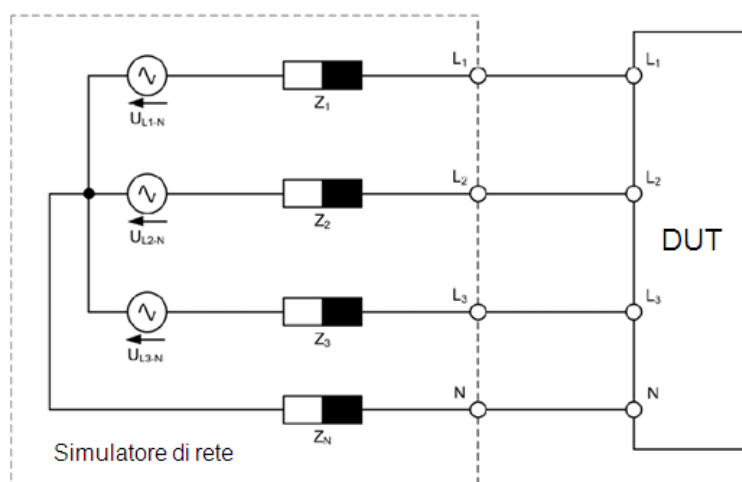 L1 L1
Z1
UL1-N
L2 L2
Z2
UL2-N
DUT
L3 L3
Z3
UL3-N
N N
ZN
Simulatore di rete